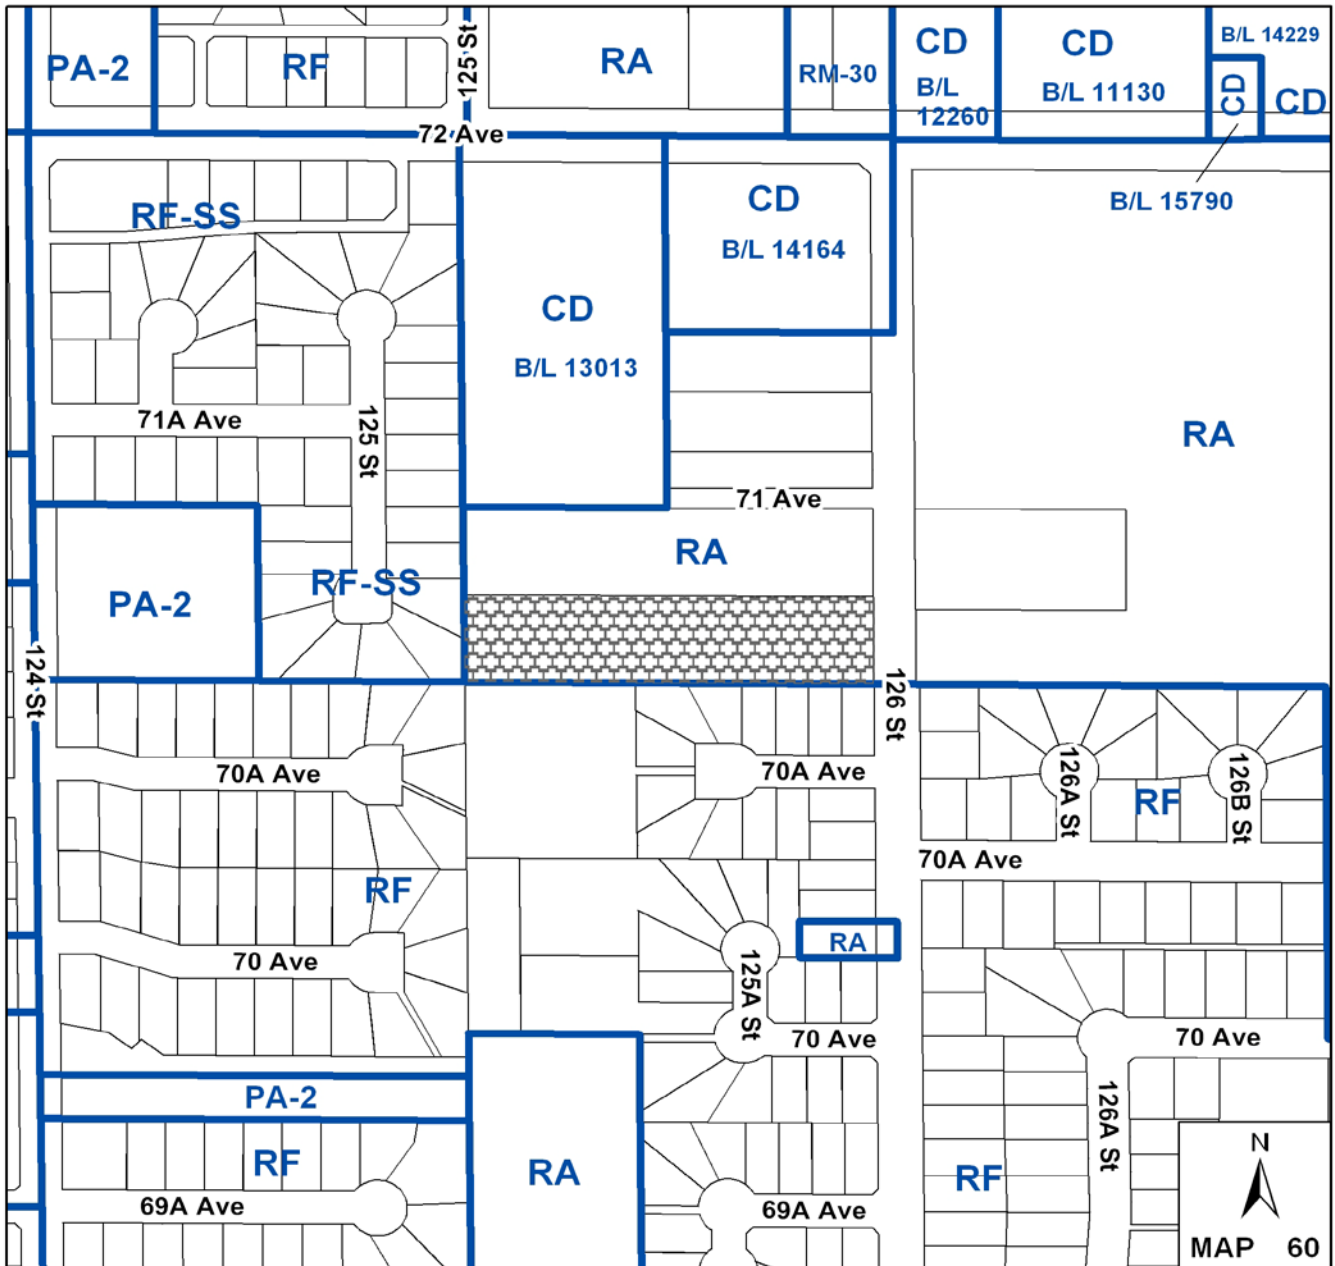 PA-2
RF
125 St
RA
RM-30
CD
B/L
12260
CD
B/L 11130
B/L 14229
CD
CD
72 Ave
RF-SS
CD
B/L 14164
B/L 15790
CD
B/L 13013
71A Ave
125 St
RA
71 Ave
RA
PA-2
RF-SS
124 St
126 St
70A Ave
70A Ave
126A St
RF
126B St
70A Ave
RF
RA
70 Ave
125A St
70 Ave
70 Ave
PA-2
126A St
RF
RA
RF
69A Ave
69A Ave
N
MAP 60